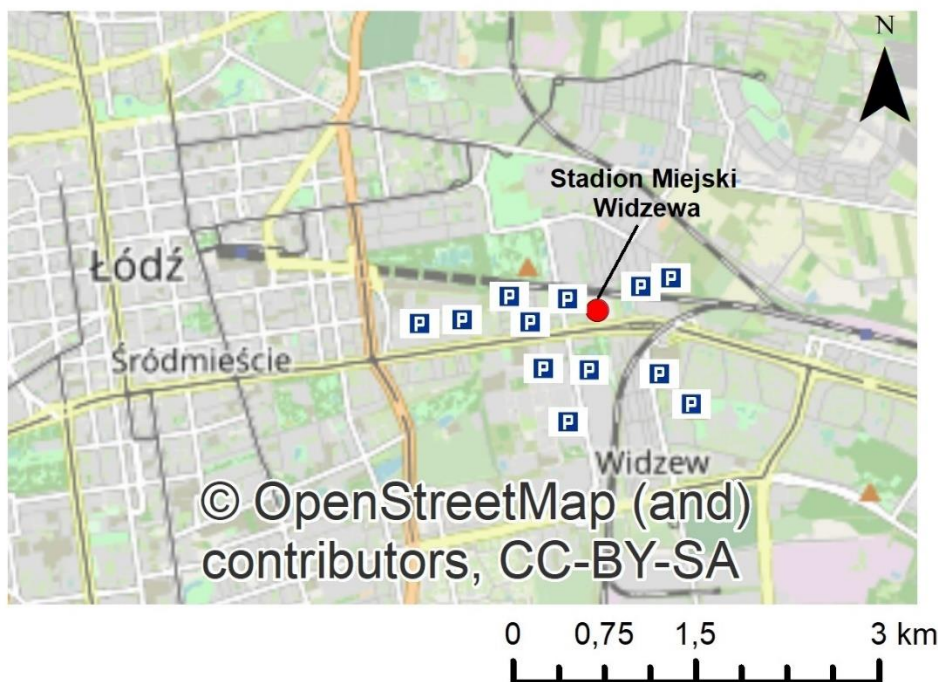 N
Stadion Miejski
Widzewa
Łódź
P
P
P
P
P
P
P
P
P
P
P
P
Śródmieście
Widzew
© OpenStreetMap (and)
contributors, CC-BY-SA
0 0,75 1,5 3 km